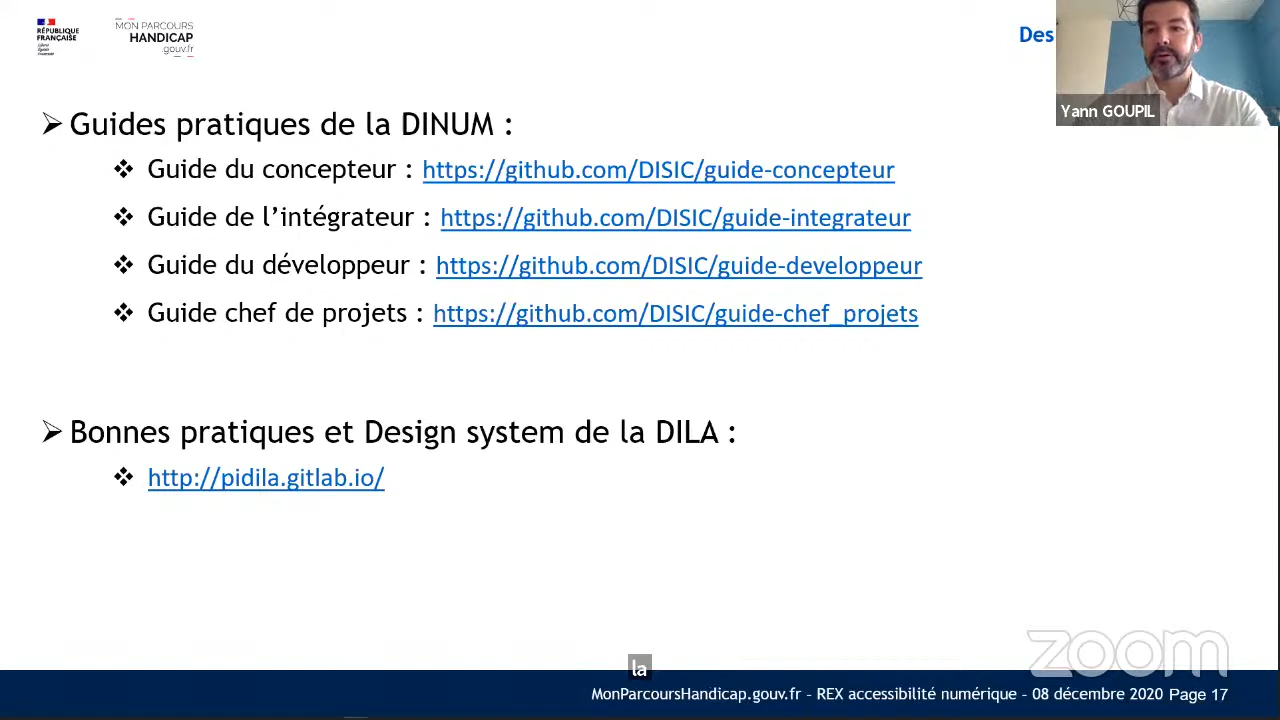 RÉPUBLIQUE
FRANÇAISE
MON PARCOURS
HANDICAP
.gouv.fr
Des
Yann GOUPIL
➢ Guides pratiques de la DINUM :
❖ Guide du concepteur : https://github.com/DISIC/guide-concepteur
❖ Guide de l’intégrateur : https://github.com/DISIC/guide-integrateur
❖ Guide du développeur : https://github.com/DISIC/guide-developpeur
❖ Guide chef de projets : https://github.com/DISIC/guide-chef_projets
➢ Bonnes pratiques et Design system de la DILA :
❖ http://pidila.gitlab.io/
zoom
la
MonParcoursHandicap.gouv.fr - REX accessibilité numérique - 08 décembre 2020 Page 17